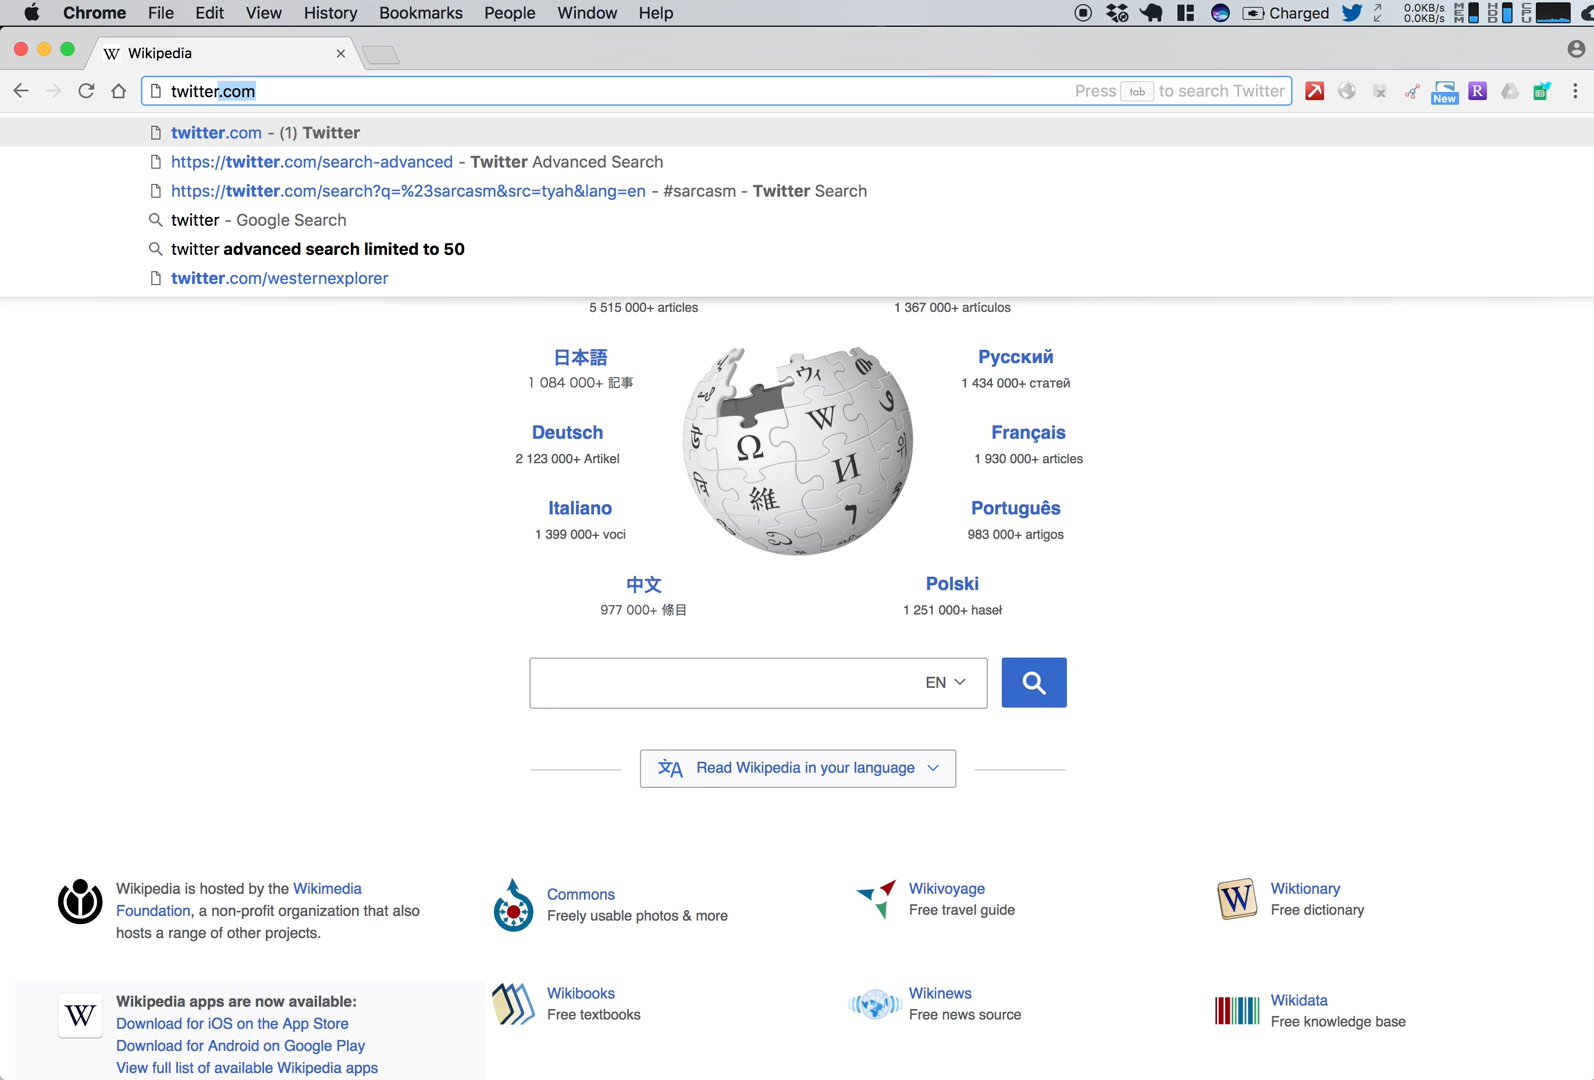 Chrome File Edit View History Bookmarks People Window Help Charged 0.0KB/s 0.0KB/s MEM HDD CPU
Wikipedia
twitter.com Press tab to search Twitter New R
twitter.com - (1) Twitter
https://twitter.com/search-advanced - Twitter Advanced Search
https://twitter.com/search?q=%23sarcasm&src=tyah&lang=en - #sarcasm - Twitter Search
twitter - Google Search
twitter advanced search limited to 50
twitter.com/westernexplorer
5 515 000+ articles 1 367 000+ artículos
日本語 Русский
1 084 000+ 記事 1 434 000+ статей
Deutsch Français
2 123 000+ Artikel 1 930 000+ articles
Italiano Português
1 399 000+ voci 983 000+ artigos
中文 Polski
977 000+ 條目 1 251 000+ haseł
Ω W И 維 ウィ
EN
Read Wikipedia in your language
Wikipedia is hosted by the Wikimedia
Foundation, a non-profit organization that also
hosts a range of other projects.
Commons
Freely usable photos & more
Wikivoyage
Free travel guide
Wiktionary
Free dictionary
Wikipedia apps are now available:
Download for iOS on the App Store
Download for Android on Google Play
View full list of available Wikipedia apps
Wikibooks
Free textbooks
Wikinews
Free news source
Wikidata
Free knowledge base